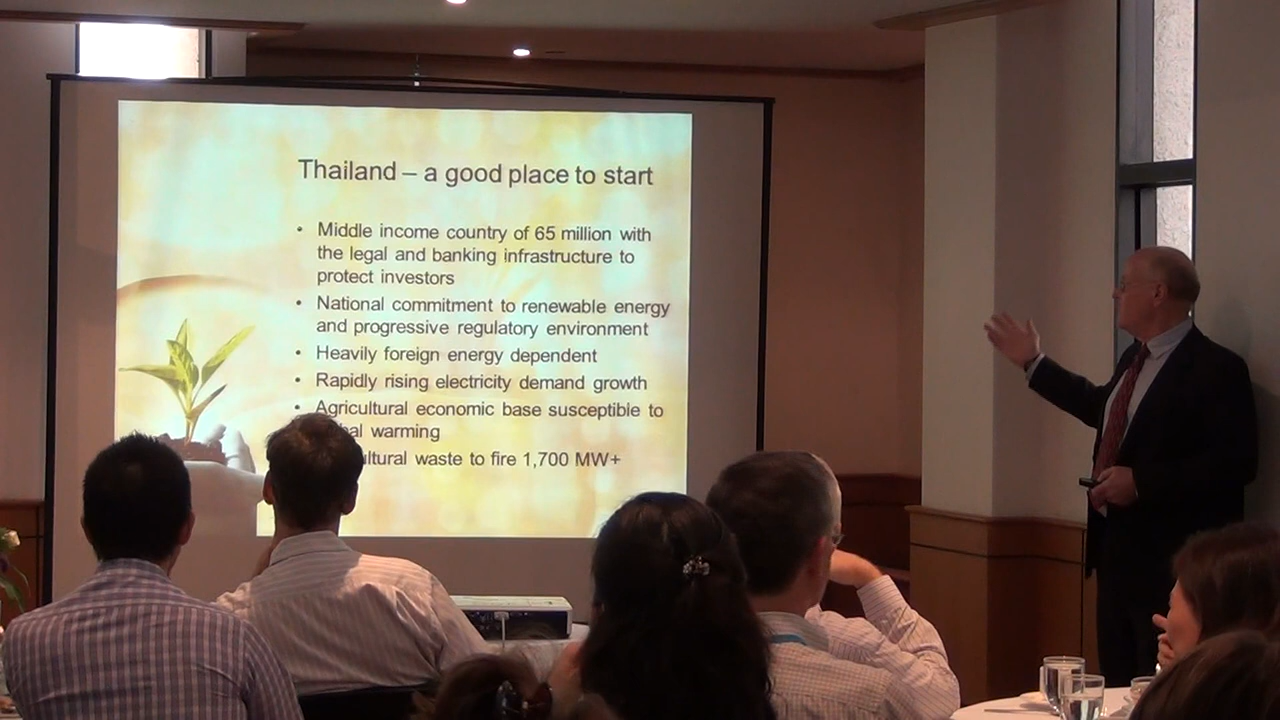 Thailand – a good place to start
• Middle income country of 65 million with
the legal and banking infrastructure to
protect investors
• National commitment to renewable energy
and progressive regulatory environment
• Heavily foreign energy dependent
• Rapidly rising electricity demand growth
• Agricultural economic base susceptible to
warming
waste to fire 1,700 MW+